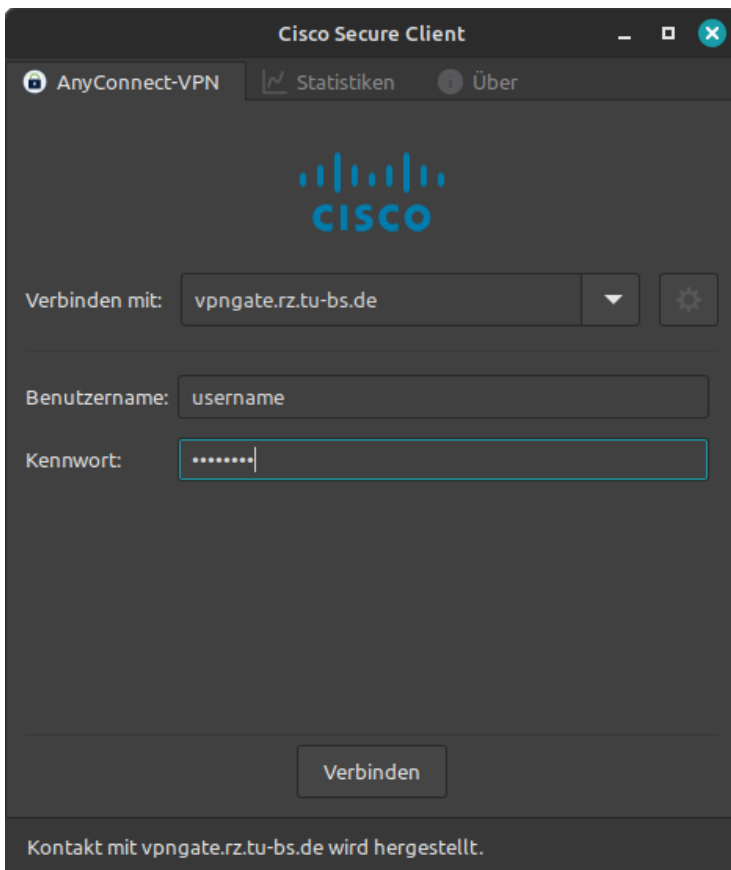 Cisco Secure Client
AnyConnect-VPN Statistiken Über
CISCO
Verbinden mit: vpngate.rz.tu-bs.de
Benutzername: username
Kennwort: ••••••••
Verbinden
Kontakt mit vpngate.rz.tu-bs.de wird hergestellt.